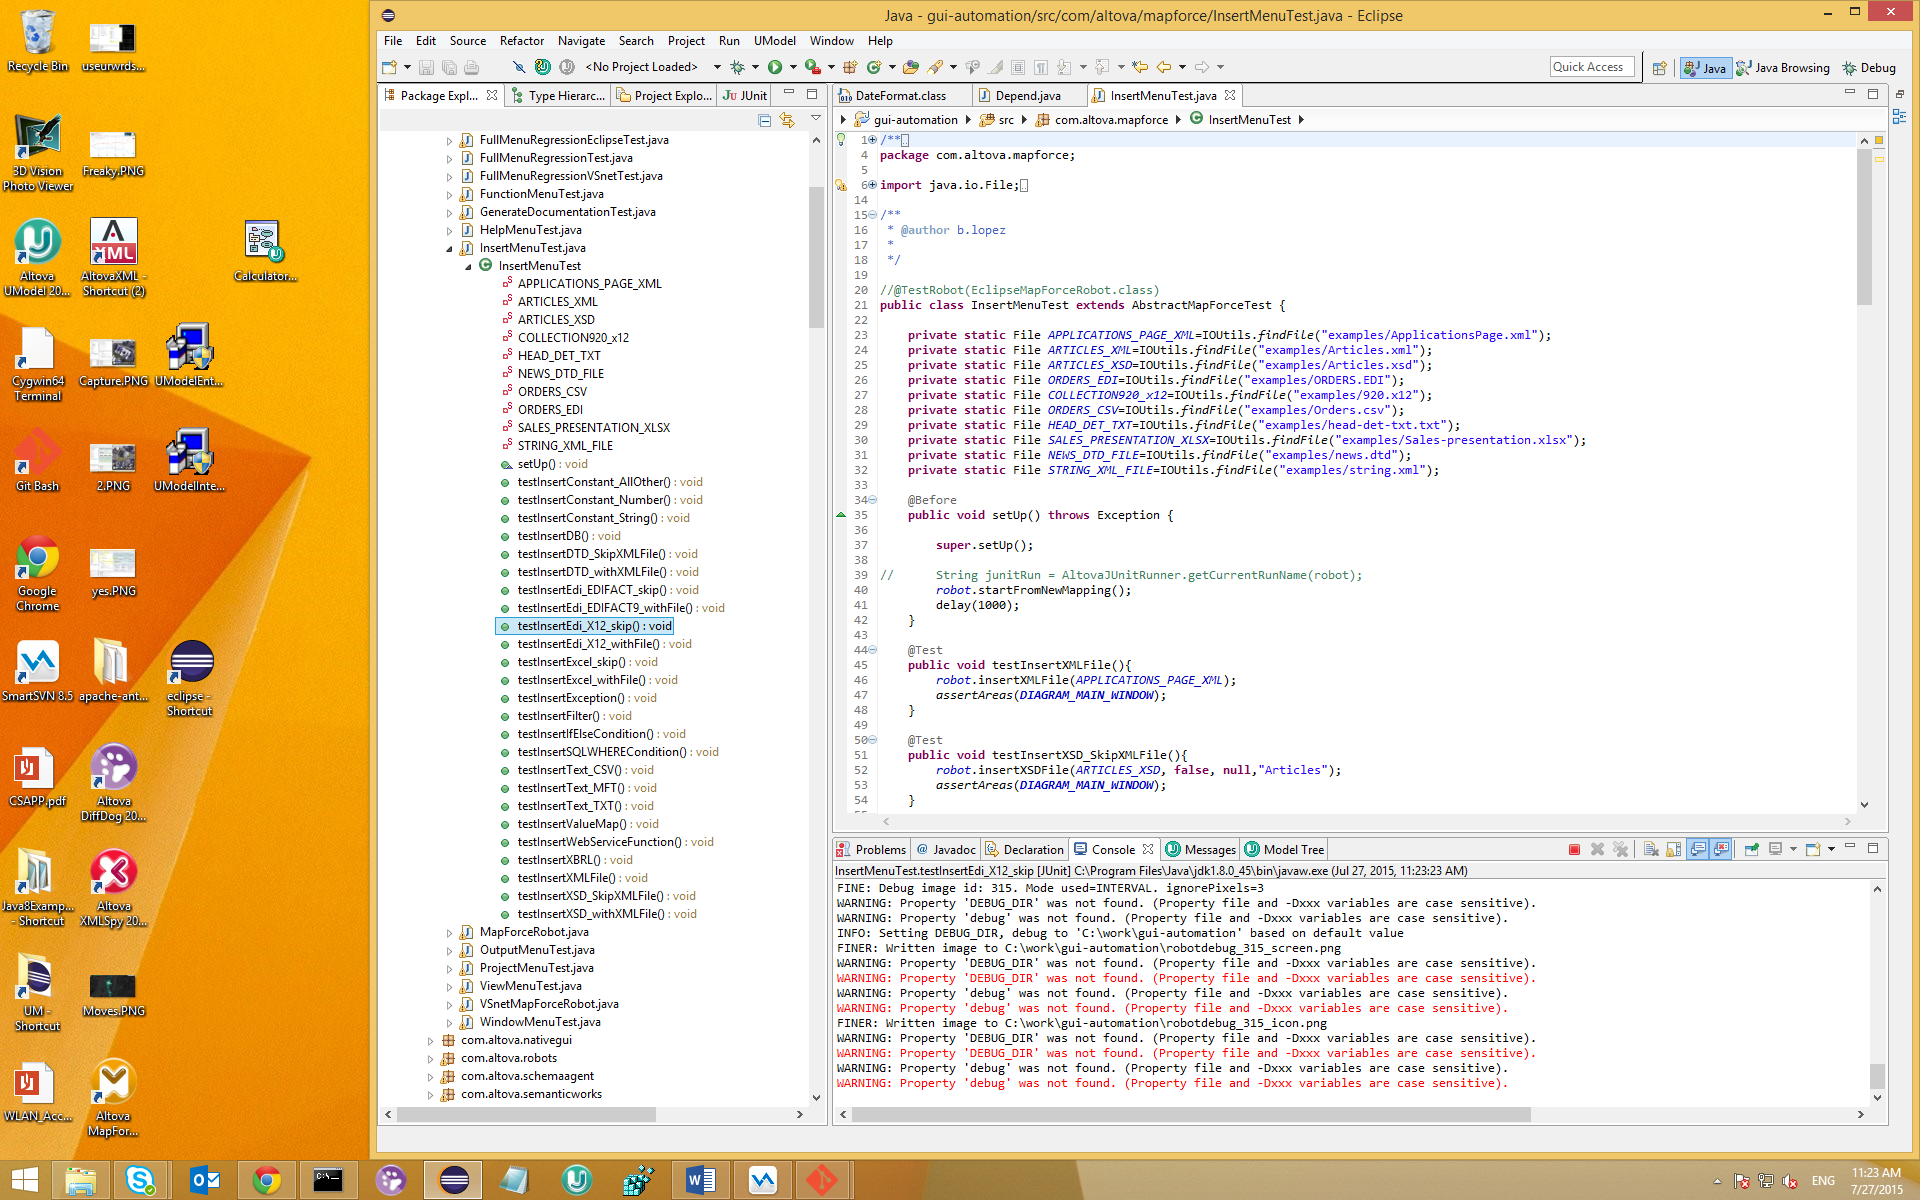 Recycle Bin
useurwrds...
3D Vision
Photo Viewer
Freaky.PNG
Altova
UModel 20...
AltovaXML -
Shortcut (2)
Calculator...
Cygwin64
Terminal
Capture.PNG
UModelEnt...
Git Bash
2.PNG
UModelInte...
Google
Chrome
yes.PNG
SmartSVN 8.5
apache-ant...
eclipse -
Shortcut
CSAPP.pdf
Altova
DiffDog 20...
Java8Examp...
- Shortcut
Altova
XMLSpy 20...
UM -
Shortcut
Moves.PNG
WLAN_Acc...
Altova
MapFor...
Java - gui-automation/src/com/altova/mapforce/InsertMenuTest.java - Eclipse
File Edit Source Refactor Navigate Search Project Run UModel Window Help
<No Project Loaded>
Quick Access
Java
Java Browsing
Debug
Package Expl...
Type Hierarc...
Project Explo...
JUnit
FullMenuRegressionEclipseTest.java
FullMenuRegressionTest.java
FullMenuRegressionVSnetTest.java
FunctionMenuTest.java
GenerateDocumentationTest.java
HelpMenuTest.java
InsertMenuTest.java
InsertMenuTest
APPLICATIONS_PAGE_XML
ARTICLES_XML
ARTICLES_XSD
COLLECTION920_x12
HEAD_DET_TXT
NEWS_DTD_FILE
ORDERS_CSV
ORDERS_EDI
SALES_PRESENTATION_XLSX
STRING_XML_FILE
setUp() : void
testInsertConstant_AllOther() : void
testInsertConstant_Number() : void
testInsertConstant_String() : void
testInsertDB() : void
testInsertDTD_SkipXMLFile() : void
testInsertDTD_withXMLFile() : void
testInsertEdi_EDIFACT_skip() : void
testInsertEdi_EDIFACT9_withFile() : void
testInsertEdi_X12_skip() : void
testInsertEdi_X12_withFile() : void
testInsertExcel_skip() : void
testInsertExcel_withFile() : void
testInsertException() : void
testInsertFilter() : void
testInsertIfElseCondition() : void
testInsertSQLWHERECondition() : void
testInsertText_CSV() : void
testInsertText_MFT() : void
testInsertText_TXT() : void
testInsertValueMap() : void
testInsertWebServiceFunction() : void
testInsertXBRL() : void
testInsertXMLFile() : void
testInsertXSD_SkipXMLFile() : void
testInsertXSD_withXMLFile() : void
MapForceRobot.java
OutputMenuTest.java
ProjectMenuTest.java
ViewMenuTest.java
VSnetMapForceRobot.java
WindowMenuTest.java
com.altova.nativegui
com.altova.robots
com.altova.schemaagent
com.altova.semanticworks
DateFormat.class
Depend.java
InsertMenuTest.java
gui-automation src com.altova.mapforce InsertMenuTest
1 /**
4 package com.altova.mapforce;
5
6 import java.io.File;
14
15 /**
16 * @author b.lopez
17 *
18 */
19
20 //@TestRobot(EclipseMapForceRobot.class)
21 public class InsertMenuTest extends AbstractMapForceTest {
22
23 private static File APPLICATIONS_PAGE_XML=IOUtils.findFile("examples/ApplicationsPage.xml");
24 private static File ARTICLES_XML=IOUtils.findFile("examples/Articles.xml");
25 private static File ARTICLES_XSD=IOUtils.findFile("examples/Articles.xsd");
26 private static File ORDERS_EDI=IOUtils.findFile("examples/ORDERS.EDI");
27 private static File COLLECTION920_x12=IOUtils.findFile("examples/920.x12");
28 private static File ORDERS_CSV=IOUtils.findFile("examples/Orders.csv");
29 private static File HEAD_DET_TXT=IOUtils.findFile("examples/head-det-txt.txt");
30 private static File SALES_PRESENTATION_XLSX=IOUtils.findFile("examples/Sales-presentation.xlsx");
31 private static File NEWS_DTD_FILE=IOUtils.findFile("examples/news.dtd");
32 private static File STRING_XML_FILE=IOUtils.findFile("examples/string.xml");
33
34 @Before
35 public void setUp() throws Exception {
36
37 super.setUp();
38
39 // String junitRun = AltovaJUnitRunner.getCurrentRunName(robot);
40 robot.startFromNewMapping();
41 delay(1000);
42 }
43
44 @Test
45 public void testInsertXMLFile(){
46 robot.insertXMLFile(APPLICATIONS_PAGE_XML);
47 assertAreas(DIAGRAM_MAIN_WINDOW);
48 }
49
50 @Test
51 public void testInsertXSD_SkipXMLFile(){
52 robot.insertXSDFile(ARTICLES_XSD, false, null,"Articles");
53 assertAreas(DIAGRAM_MAIN_WINDOW);
54 }
Problems
Javadoc
Declaration
Console
Messages
Model Tree
InsertMenuTest.testInsertEdi_X12_skip [JUnit] C:\Program Files\Java\jdk1.8.0_45\bin\javaw.exe (Jul 27, 2015, 11:23:23 AM)
FINE: Debug image id: 315. Mode used=INTERVAL. ignorePixels=3
WARNING: Property 'DEBUG_DIR' was not found. (Property file and -Dxxx variables are case sensitive).
WARNING: Property 'debug' was not found. (Property file and -Dxxx variables are case sensitive).
INFO: Setting DEBUG_DIR, debug to 'C:\work\gui-automation' based on default value
FINER: Written image to C:\work\gui-automation\robotdebug_315_screen.png
WARNING: Property 'DEBUG_DIR' was not found. (Property file and -Dxxx variables are case sensitive).
WARNING: Property 'DEBUG_DIR' was not found. (Property file and -Dxxx variables are case sensitive).
WARNING: Property 'debug' was not found. (Property file and -Dxxx variables are case sensitive).
WARNING: Property 'debug' was not found. (Property file and -Dxxx variables are case sensitive).
FINER: Written image to C:\work\gui-automation\robotdebug_315_icon.png
WARNING: Property 'DEBUG_DIR' was not found. (Property file and -Dxxx variables are case sensitive).
WARNING: Property 'DEBUG_DIR' was not found. (Property file and -Dxxx variables are case sensitive).
WARNING: Property 'debug' was not found. (Property file and -Dxxx variables are case sensitive).
WARNING: Property 'debug' was not found. (Property file and -Dxxx variables are case sensitive).
ENG
11:23 AM
7/27/2015